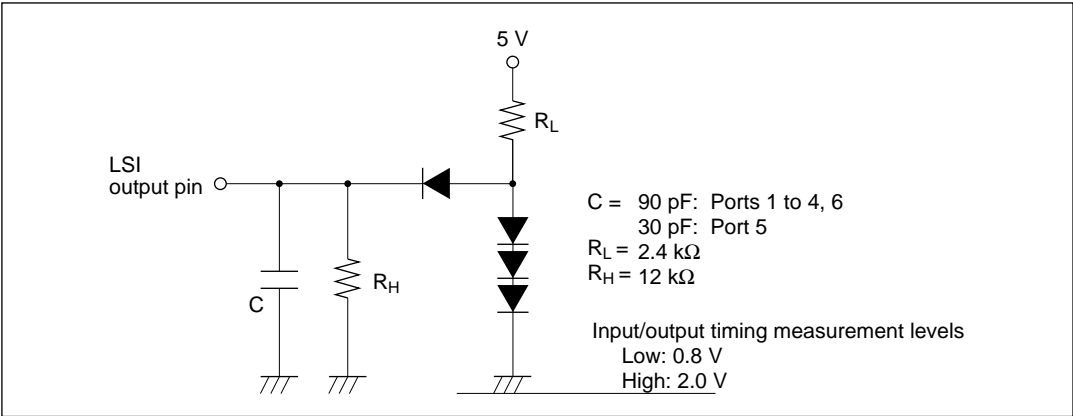 5 V
R_L
LSI
output pin
C
R_H
C = 90 pF: Ports 1 to 4, 6
30 pF: Port 5
R_L = 2.4 kΩ
R_H = 12 kΩ
Input/output timing measurement levels
Low: 0.8 V
High: 2.0 V